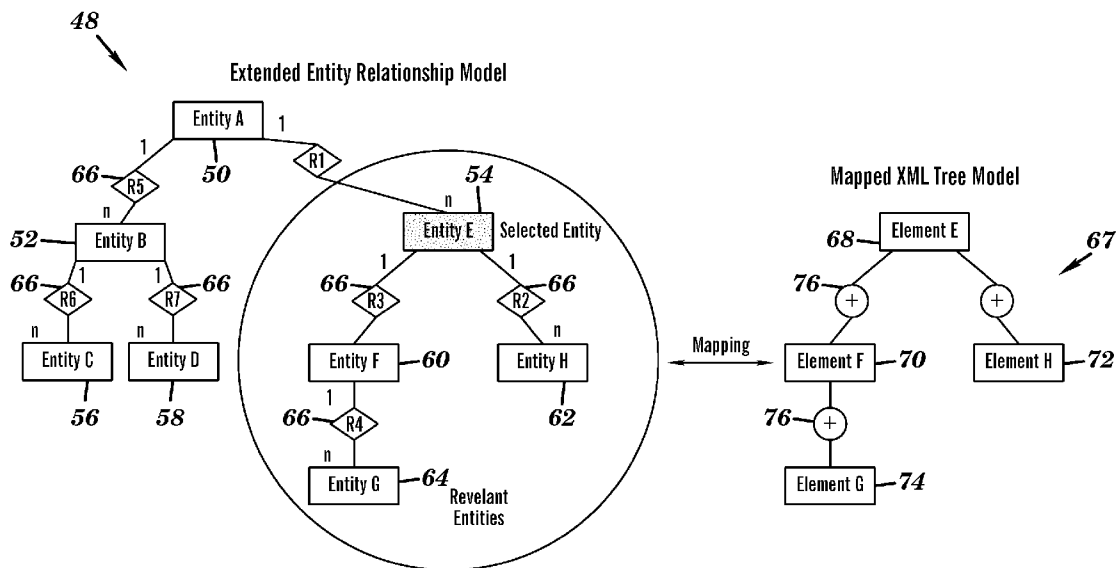 48
Extended Entity Relationship Model
Entity A
1
1
50
R1
66
R5
n
54
n
Mapped XML Tree Model
52
Entity B
Entity E
Selected Entity
68
Element E
67
1
1
1
1
66
R6
R7
66
66
R3
R2
66
76
+
+
n
n
n
Entity C
Entity D
Entity F
60
Entity H
Mapping
Element F
70
Element H
72
56
58
62
1
66
R4
76
+
n
Entity G
64
Element G
74
Revelant
Entities